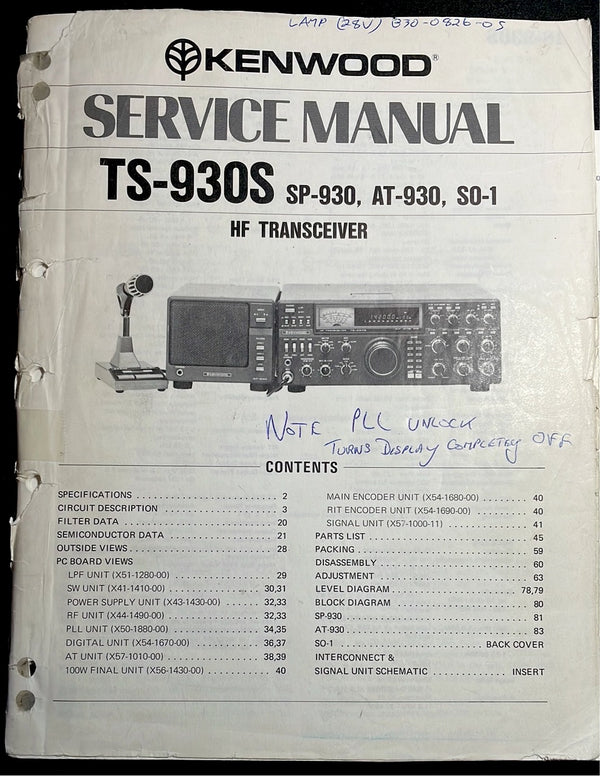 LAMP (28V) B30-0826-05
KENWOOD®
SERVICE MANUAL
TS-930S SP-930, AT-930, SO-1
HF TRANSCEIVER
NOTE PLL UNLOCK
TURNS DISPLAY COMPLETELY OFF
CONTENTS
SPECIFICATIONS . . . . . . . . . . . . . . . . . . . . . . . . 2
CIRCUIT DESCRIPTION . . . . . . . . . . . . . . . . . . . . 3
FILTER DATA . . . . . . . . . . . . . . . . . . . . . . . . . . 20
SEMICONDUCTOR DATA . . . . . . . . . . . . . . . . . . . 21
OUTSIDE VIEWS . . . . . . . . . . . . . . . . . . . . . . . . 28
PC BOARD VIEWS
LPF UNIT (X51-1280-00) . . . . . . . . . . . . . . . . . . 29
SW UNIT (X41-1410-00) . . . . . . . . . . . . . . . . . 30,31
POWER SUPPLY UNIT (X43-1430-00) . . . . . . . . 32,33
RF UNIT (X44-1490-00) . . . . . . . . . . . . . . . . . 32,33
PLL UNIT (X50-1880-00) . . . . . . . . . . . . . . . . 34,35
DIGITAL UNIT (X54-1670-00) . . . . . . . . . . . . . 36,37
AT UNIT (X57-1010-00) . . . . . . . . . . . . . . . . . 38,39
100W FINAL UNIT (X56-1430-00) . . . . . . . . . . . . 40
MAIN ENCODER UNIT (X54-1680-00) . . . . . . . . 40
RIT ENCODER UNIT (X54-1690-00) . . . . . . . . . . 40
SIGNAL UNIT (X57-1000-11) . . . . . . . . . . . . . . 41
PARTS LIST . . . . . . . . . . . . . . . . . . . . . . . . . . 45
PACKING . . . . . . . . . . . . . . . . . . . . . . . . . . . . 59
DISASSEMBLY . . . . . . . . . . . . . . . . . . . . . . . . 60
ADJUSTMENT . . . . . . . . . . . . . . . . . . . . . . . . . 63
LEVEL DIAGRAM . . . . . . . . . . . . . . . . . . . . . 78,79
BLOCK DIAGRAM . . . . . . . . . . . . . . . . . . . . . . 80
SP-930 . . . . . . . . . . . . . . . . . . . . . . . . . . . . . 81
AT-930 . . . . . . . . . . . . . . . . . . . . . . . . . . . . . 83
SO-1 . . . . . . . . . . . . . . . . . . . . . BACK COVER
INTERCONNECT &
SIGNAL UNIT SCHEMATIC . . . . . . . . . . . . . INSERT